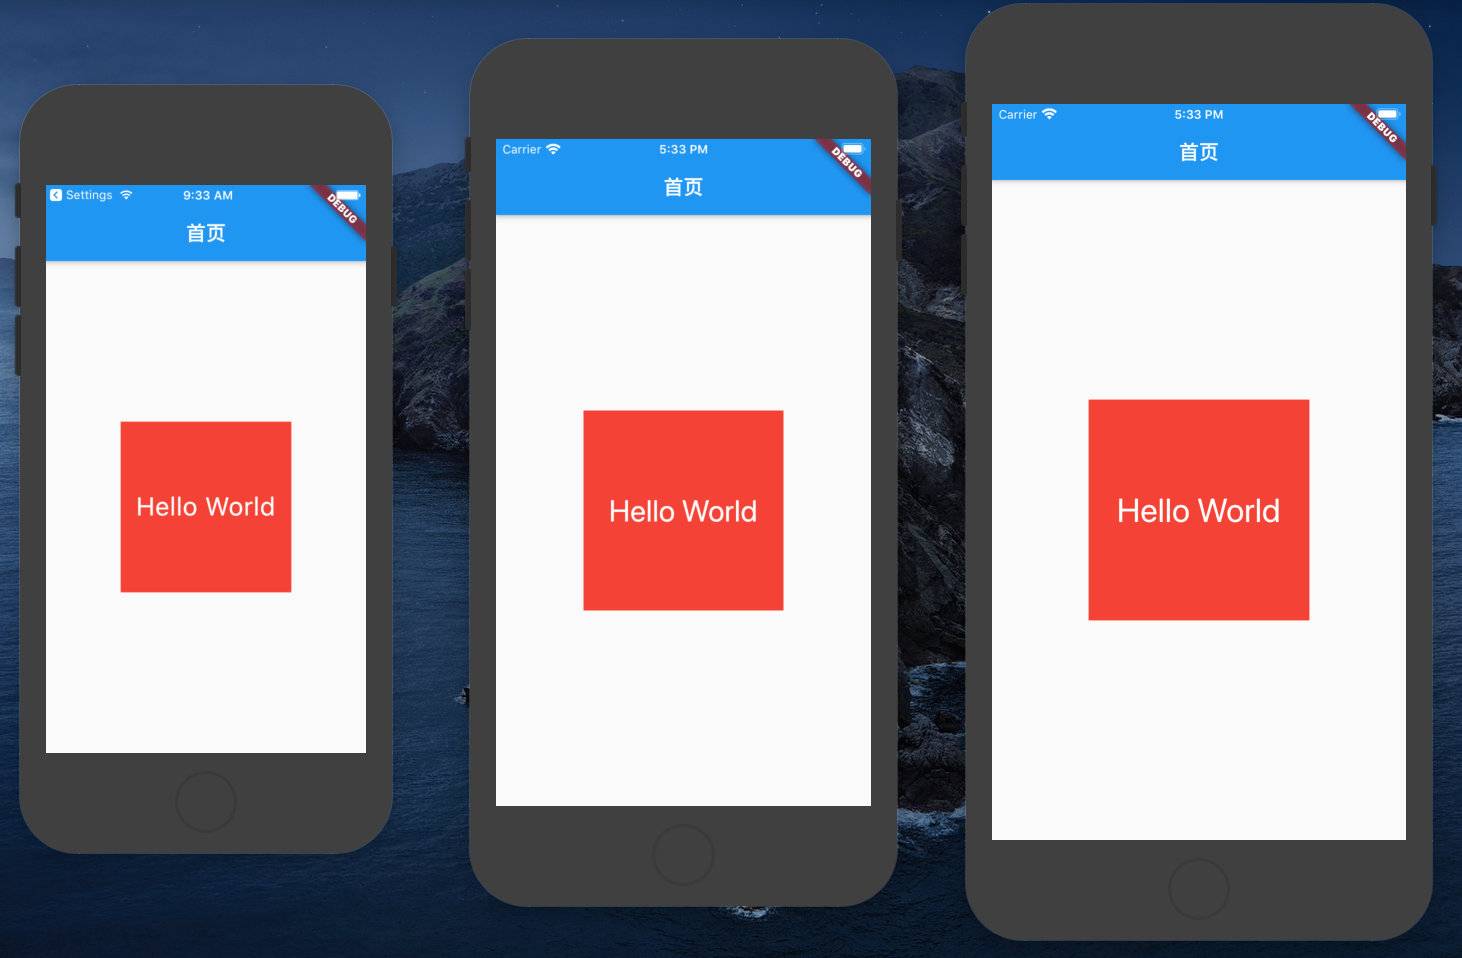 Settings 9:33 AM
DEBUG
首页
Hello World
Carrier 5:33 PM
DEBUG
首页
Hello World
Carrier 5:33 PM
DEBUG
首页
Hello World